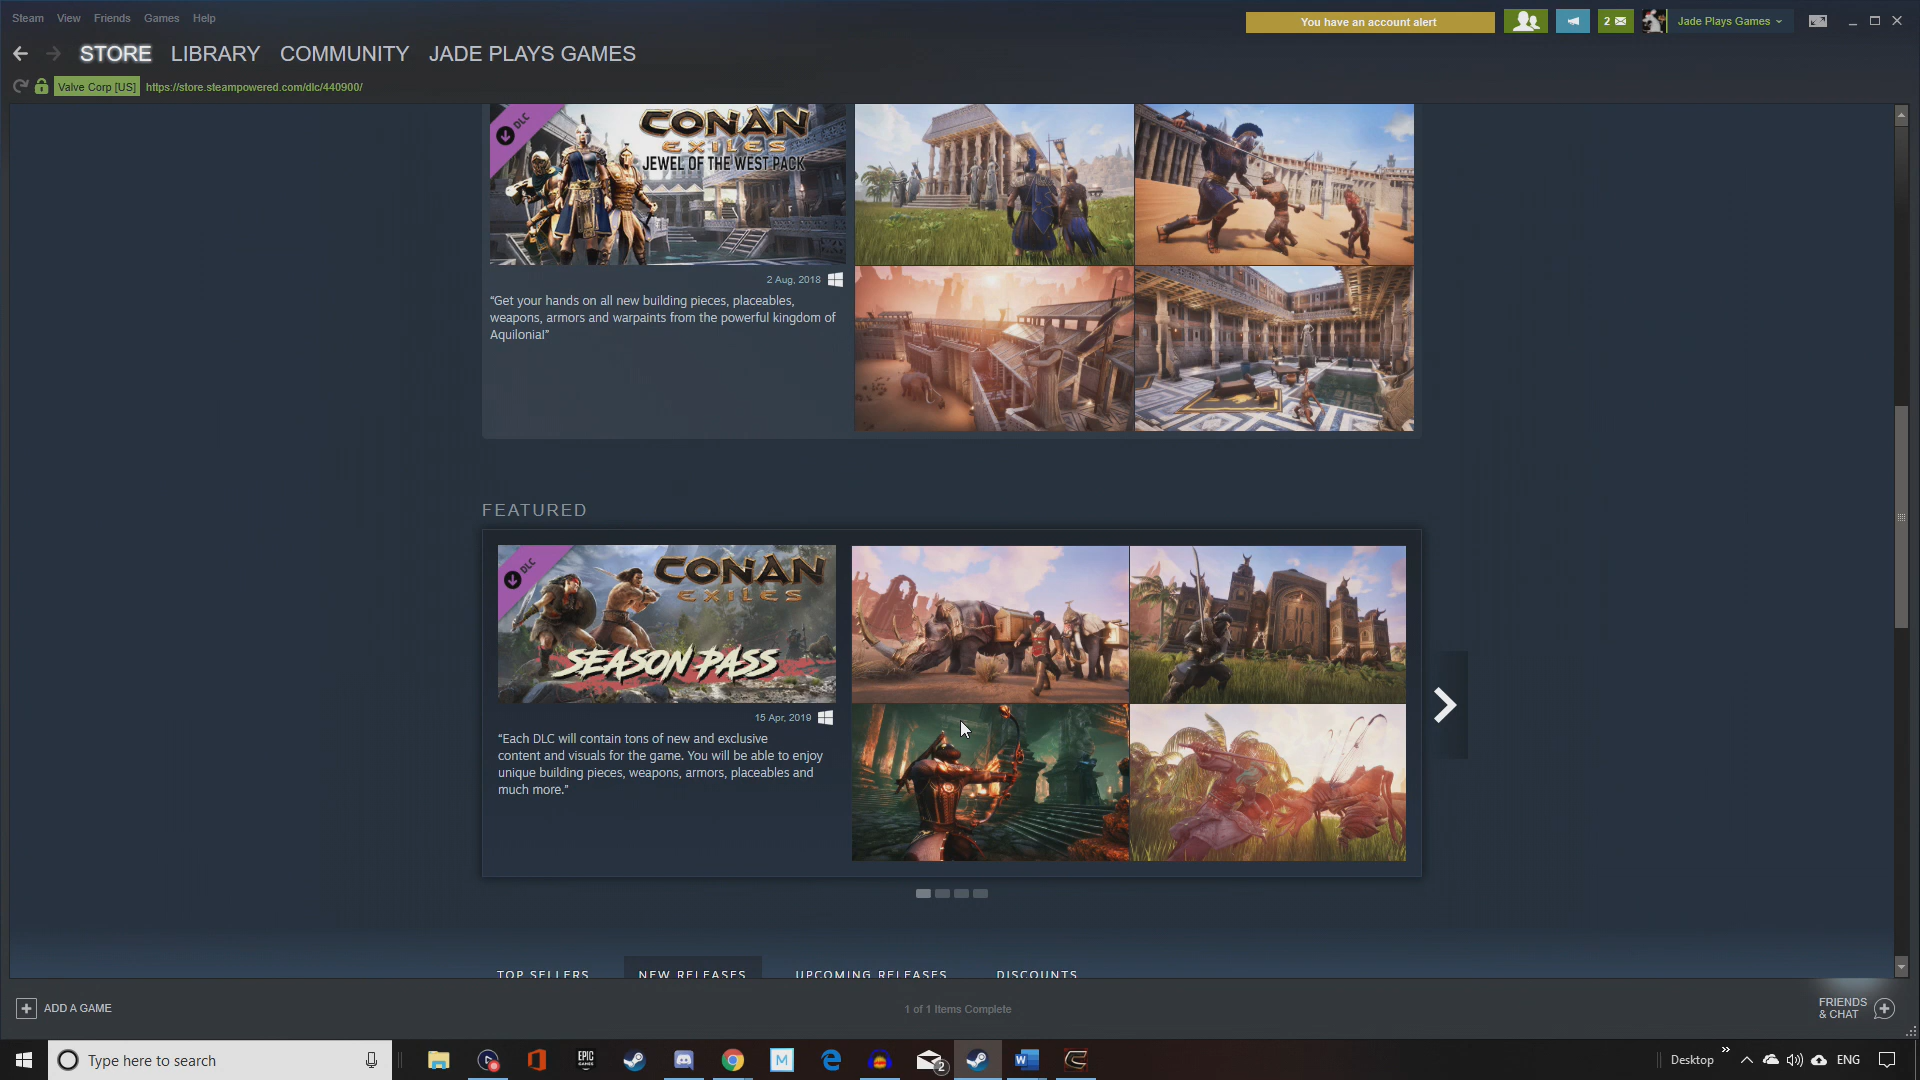 Steam View Friends Games Help
You have an account alert
2
Jade Plays Games
STORE LIBRARY COMMUNITY JADE PLAYS GAMES
Valve Corp [US] https://store.steampowered.com/dlc/440900/
DLC
CONAN
EXILES
JEWEL OF THE WEST PACK
2 Aug, 2018
“Get your hands on all new building pieces, placeables,
weapons, armors and warpaints from the powerful kingdom of
Aquilonia!”
FEATURED
DLC
CONAN
EXILES
SEASON PASS
15 Apr, 2019
“Each DLC will contain tons of new and exclusive
content and visuals for the game. You will be able to enjoy
unique building pieces, weapons, armors, placeables and
much more.”
TOP SELLERS NEW RELEASES UPCOMING RELEASES DISCOUNTS
ADD A GAME
1 of 1 Items Complete
FRIENDS
& CHAT
Type here to search
EPIC
GAMES
M
2
W
Desktop
ENG